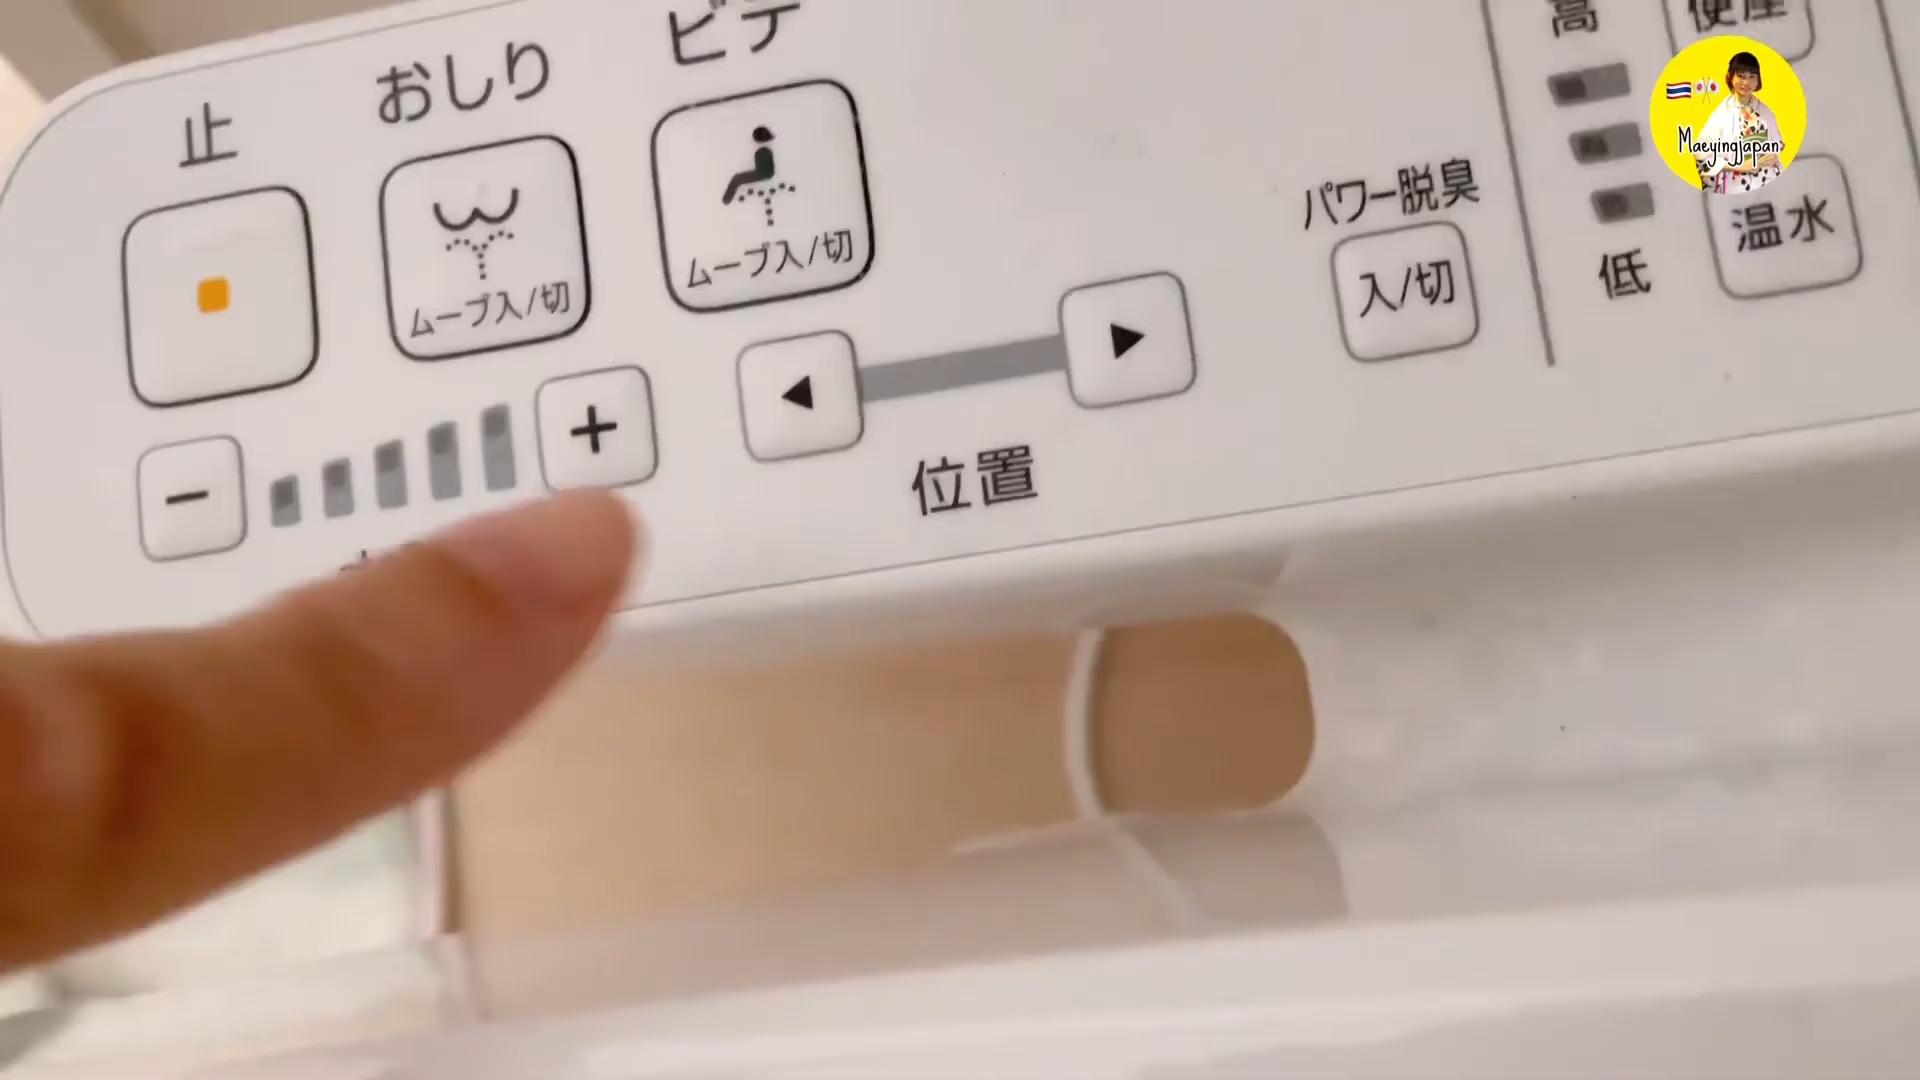 止
おしり
ビデ
ムーブ入/切
ムーブ入/切
−
+
◀
▶
位置
パワー脱臭
入/切
高
低
便座
温水
Maeyingjapan